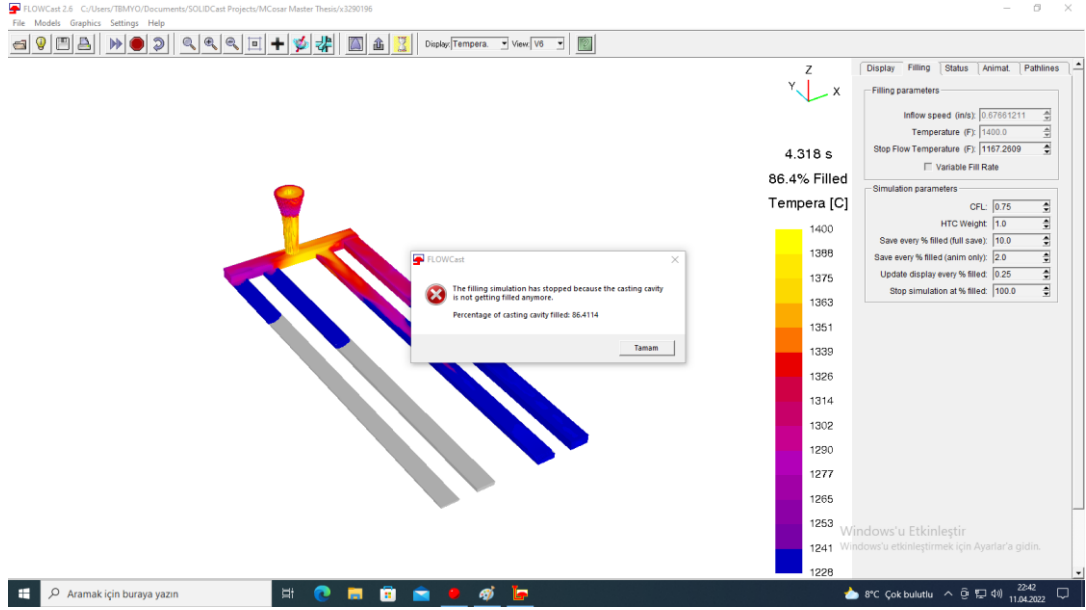 FLOWCast 2.6 C:/Users/TBMYO/Documents/SOLIDCast Projects/MCosar Master Thesis/x3290196
File Models Graphics Settings Help
Display: Tempera. View: V6
Display Filling Status Animat. Pathlines
Filling parameters
Inflow speed (in/s): 0.67661211
Temperature (F): 1400.0
Stop Flow Temperature (F): 1167.2609
Variable Fill Rate
Simulation parameters
CFL: 0.75
HTC Weight: 1.0
Save every % filled (full save): 10.0
Save every % filled (anim only): 2.0
Update display every % filled: 0.25
Stop simulation at % filled: 100.0
Z
Y
X
4.318 s
86.4% Filled
Tempera [C]
1400
1388
1375
1363
1351
1339
1326
1314
1302
1290
1277
1265
1253
1241
1228
FLOWCast
The filling simulation has stopped because the casting cavity
is not getting filled anymore.
Percentage of casting cavity filled: 86.4114
Tamam
Windows'u Etkinleştir
Windows'u etkinleştirmek için Ayarlar'a gidin.
Aramak için buraya yazın
8°C Çok bulutlu
22:42
11.04.2022